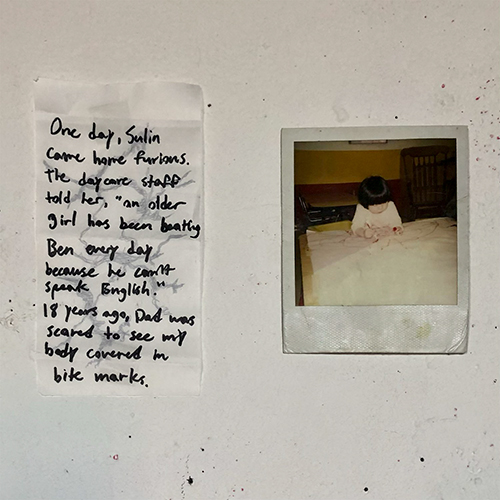 One day, Sulin
came home furious.
The daycare staff
told her, "an older
girl has been beating
Ben every day
because he can't
speak English"
18 years ago, Dad was
scared to see my
body covered in
bite marks.